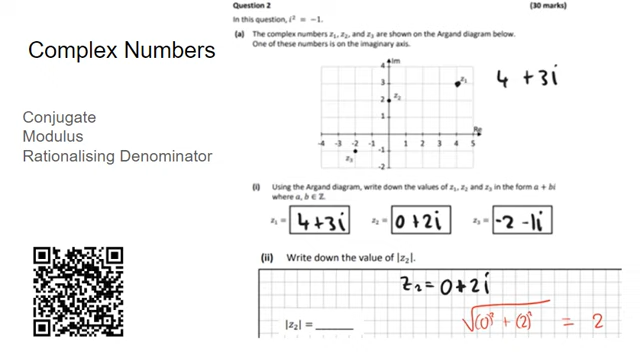 Complex Numbers
Conjugate
Modulus
Rationalising Denominator
Question 2 (30 marks)
In this question, i² = −1.
(a) The complex numbers z₁, z₂, and z₃ are shown on the Argand diagram below.
One of these numbers is on the imaginary axis.
Im
4
3
2
1
-1
-2
z₁
z₂
z₃
Re
-4 -3 -2 -1 1 2 3 4 5
4 +3i
(i) Using the Argand diagram, write down the values of z₁, z₂ and z₃ in the form a + bi
where a, b ∈ ℤ.
z₁ = 4+3i z₂ = 0+2i z₃ = -2 -1i
(ii) Write down the value of |z₂|.
z₂ = 0+2i
√(0)² + (2)² = 2
|z₂| = ______